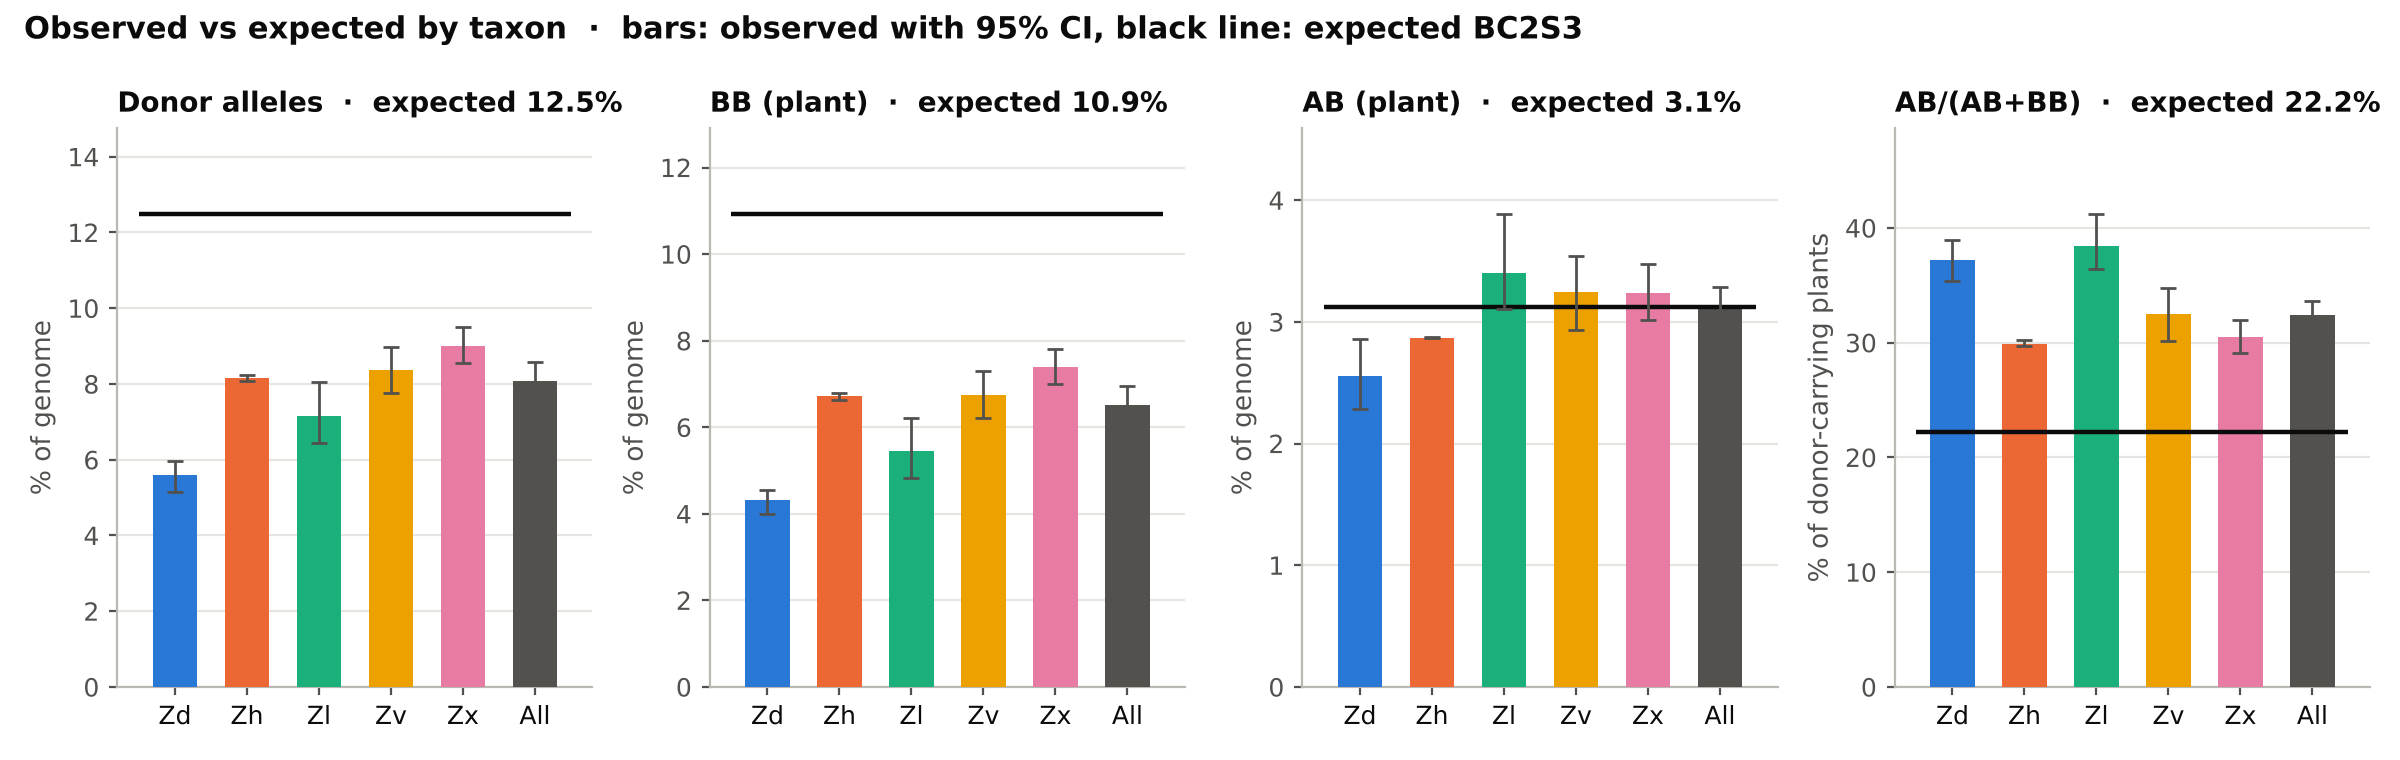 Observed vs expected by taxon · bars: observed with 95% CI, black line: expected BC2S3
Donor alleles · expected 12.5%
% of genome
14
12
10
8
6
4
2
0
Zd Zh Zl Zv Zx All
BB (plant) · expected 10.9%
% of genome
12
10
8
6
4
2
0
Zd Zh Zl Zv Zx All
AB (plant) · expected 3.1%
% of genome
4
3
2
1
0
Zd Zh Zl Zv Zx All
AB/(AB+BB) · expected 22.2%
% of donor-carrying plants
40
30
20
10
0
Zd Zh Zl Zv Zx All